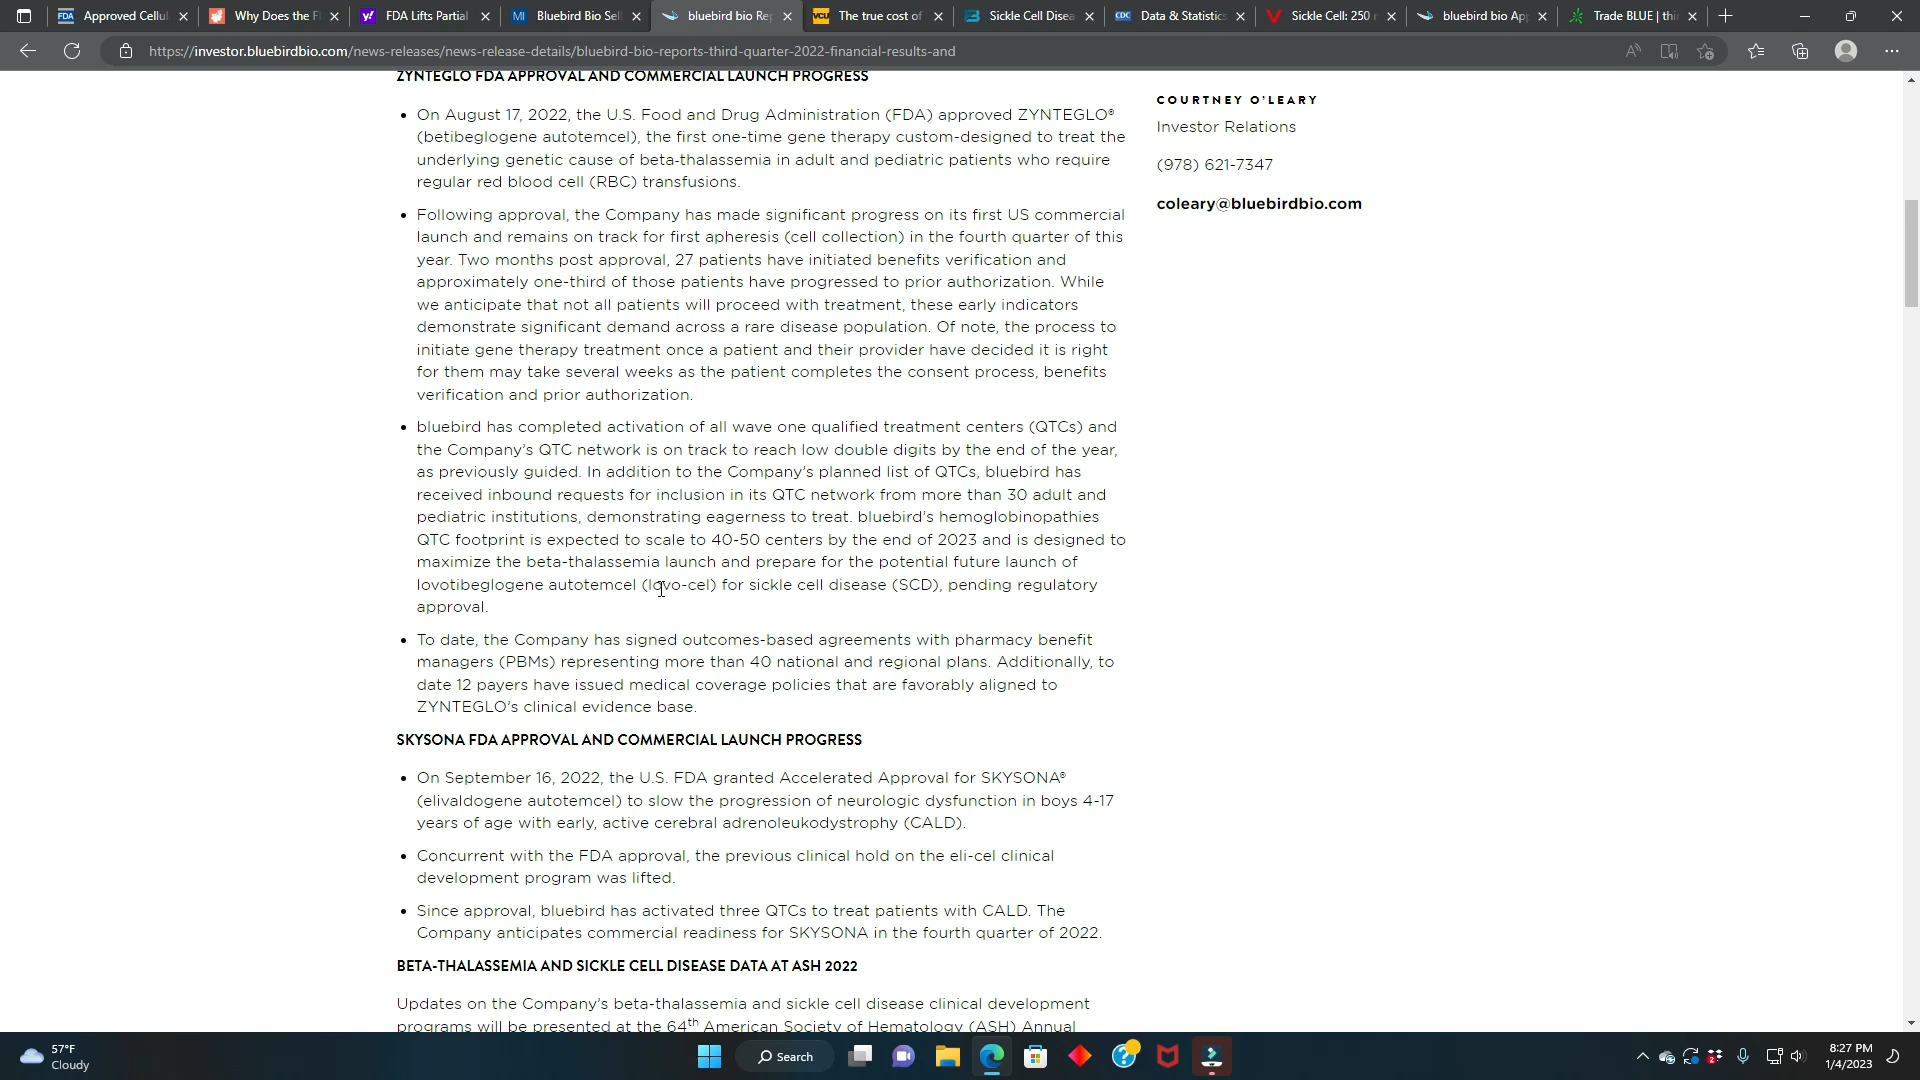 Approved Cellul
Why Does the F
FDA Lifts Partial
Bluebird Bio Sel
bluebird bio Rep
The true cost of
Sickle Cell Disea
Data & Statistics
Sickle Cell: 250
bluebird bio App
Trade BLUE | thi
https://investor.bluebirdbio.com/news-releases/news-release-details/bluebird-bio-reports-third-quarter-2022-financial-results-and
ZYNTEGLO FDA APPROVAL AND COMMERCIAL LAUNCH PROGRESS
• On August 17, 2022, the U.S. Food and Drug Administration (FDA) approved ZYNTEGLO®
(betibeglogene autotemcel), the first one-time gene therapy custom-designed to treat the
underlying genetic cause of beta-thalassemia in adult and pediatric patients who require
regular red blood cell (RBC) transfusions.
• Following approval, the Company has made significant progress on its first US commercial
launch and remains on track for first apheresis (cell collection) in the fourth quarter of this
year. Two months post approval, 27 patients have initiated benefits verification and
approximately one-third of those patients have progressed to prior authorization. While
we anticipate that not all patients will proceed with treatment, these early indicators
demonstrate significant demand across a rare disease population. Of note, the process to
initiate gene therapy treatment once a patient and their provider have decided it is right
for them may take several weeks as the patient completes the consent process, benefits
verification and prior authorization.
• bluebird has completed activation of all wave one qualified treatment centers (QTCs) and
the Company's QTC network is on track to reach low double digits by the end of the year,
as previously guided. In addition to the Company's planned list of QTCs, bluebird has
received inbound requests for inclusion in its QTC network from more than 30 adult and
pediatric institutions, demonstrating eagerness to treat. bluebird's hemoglobinopathies
QTC footprint is expected to scale to 40-50 centers by the end of 2023 and is designed to
maximize the beta-thalassemia launch and prepare for the potential future launch of
lovotibeglogene autotemcel (lovo-cel) for sickle cell disease (SCD), pending regulatory
approval.
• To date, the Company has signed outcomes-based agreements with pharmacy benefit
managers (PBMs) representing more than 40 national and regional plans. Additionally, to
date 12 payers have issued medical coverage policies that are favorably aligned to
ZYNTEGLO's clinical evidence base.
SKYSONA FDA APPROVAL AND COMMERCIAL LAUNCH PROGRESS
• On September 16, 2022, the U.S. FDA granted Accelerated Approval for SKYSONA®
(elivaldogene autotemcel) to slow the progression of neurologic dysfunction in boys 4-17
years of age with early, active cerebral adrenoleukodystrophy (CALD).
• Concurrent with the FDA approval, the previous clinical hold on the eli-cel clinical
development program was lifted.
• Since approval, bluebird has activated three QTCs to treat patients with CALD. The
Company anticipates commercial readiness for SKYSONA in the fourth quarter of 2022.
BETA-THALASSEMIA AND SICKLE CELL DISEASE DATA AT ASH 2022
Updates on the Company's beta-thalassemia and sickle cell disease clinical development
programs will be presented at the 64th American Society of Hematology (ASH) Annual
COURTNEY O'LEARY
Investor Relations
(978) 621-7347
coleary@bluebirdbio.com
57°F
Cloudy
Search
8:27 PM
1/4/2023